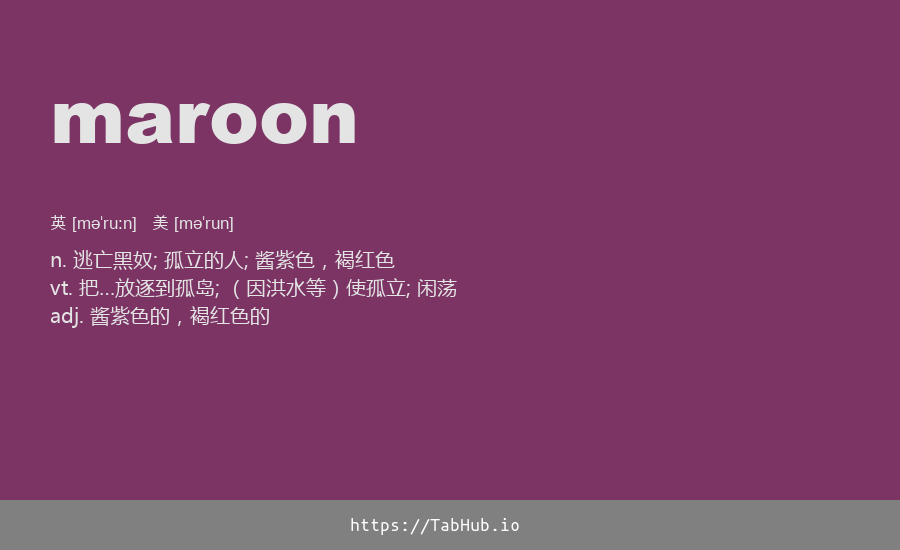 maroon
英 [mə'ruːn] 美 [mə'run]
n. 逃亡黑奴; 孤立的人; 酱紫色，褐红色
vt. 把...放逐到孤岛; （因洪水等）使孤立; 闲荡
adj. 酱紫色的，褐红色的
https://TabHub.io